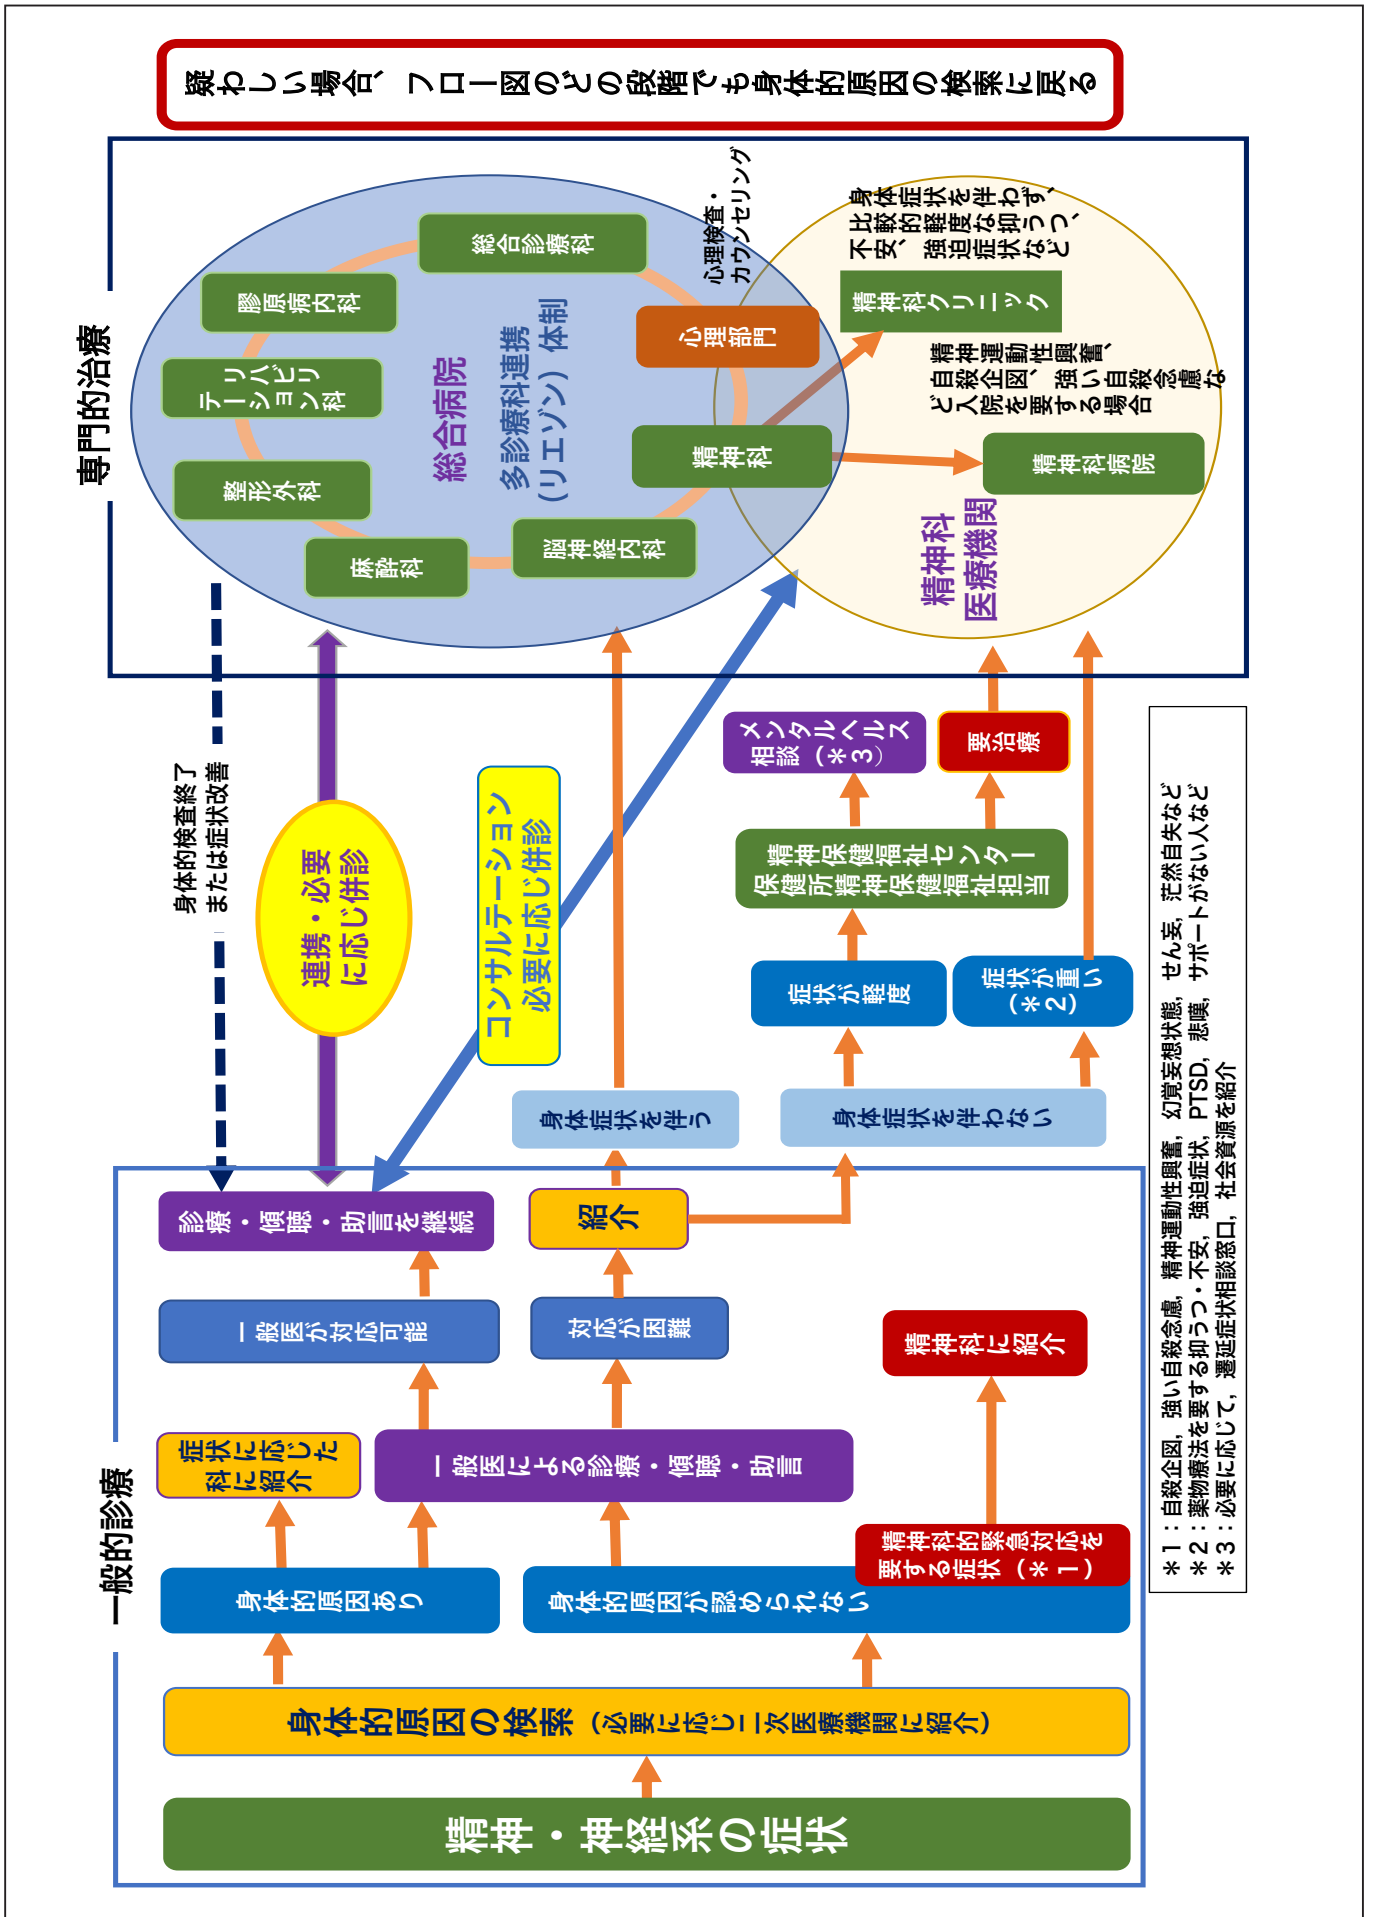 一般的診療
精神・神経系の症状
身体的原因の検索（必要に応じ二次医療機関に紹介）
身体的原因あり
身体的原因が認められない
精神科的緊急対応を
要する症状（＊１）
症状に応じた
科に紹介
一般医による診療・傾聴・助言
精神科に紹介
一般医が対応可能
対応が困難
診療・傾聴・助言を継続
紹介
身体症状を伴う
身体症状を伴わない
症状が軽度
症状が重い
（＊２）
精神保健福祉センター
保健所精神保健福祉担当
メンタルヘルス
相談（＊３）
要治療
身体的検査終了
または症状改善
連携・必要
に応じ併診
コンサルテーション
必要に応じ併診
専門的治療
総合病院
多診療科連携
（リエゾン）体制
麻酔科
整形外科
リハビリ
テーション科
膠原病内科
総合診療科
心理部門
精神科
脳神経内科
心理検査・
カウンセリング
精神科
医療機関
精神科病院
精神運動性興奮、
自殺企図、強い自殺念慮な
ど入院を要する場合
精神科クリニック
身体症状を伴わず、
比較的軽度な抑うつ、
不安、強迫症状など
疑わしい場合、フロー図のどの段階でも身体的原因の検索に戻る
＊１：自殺企図，強い自殺念慮，精神運動性興奮，幻覚妄想状態，せん妄，茫然自失など
＊２：薬物療法を要する抑うつ・不安，強迫症状，PTSD，悲嘆，サポートがない人など
＊３：必要に応じて，遷延症状相談窓口，社会資源を紹介